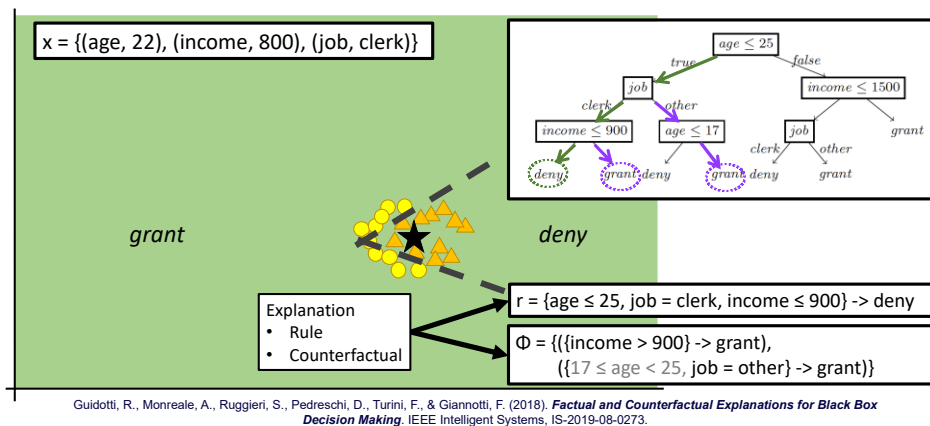 x = {(age, 22), (income, 800), (job, clerk)}
age ≤ 25
true
false
job
income ≤ 1500
clerk
other
income ≤ 900
age ≤ 17
job
grant
clerk
other
deny
grant
deny
grant
deny
grant
grant
deny
Explanation
• Rule
• Counterfactual
r = {age ≤ 25, job = clerk, income ≤ 900} -> deny
Φ = {({income > 900} -> grant),
({17 ≤ age < 25, job = other} -> grant)}
Guidotti, R., Monreale, A., Ruggieri, S., Pedreschi, D., Turini, F., & Giannotti, F. (2018). Factual and Counterfactual Explanations for Black Box
Decision Making. IEEE Intelligent Systems, IS-2019-08-0273.